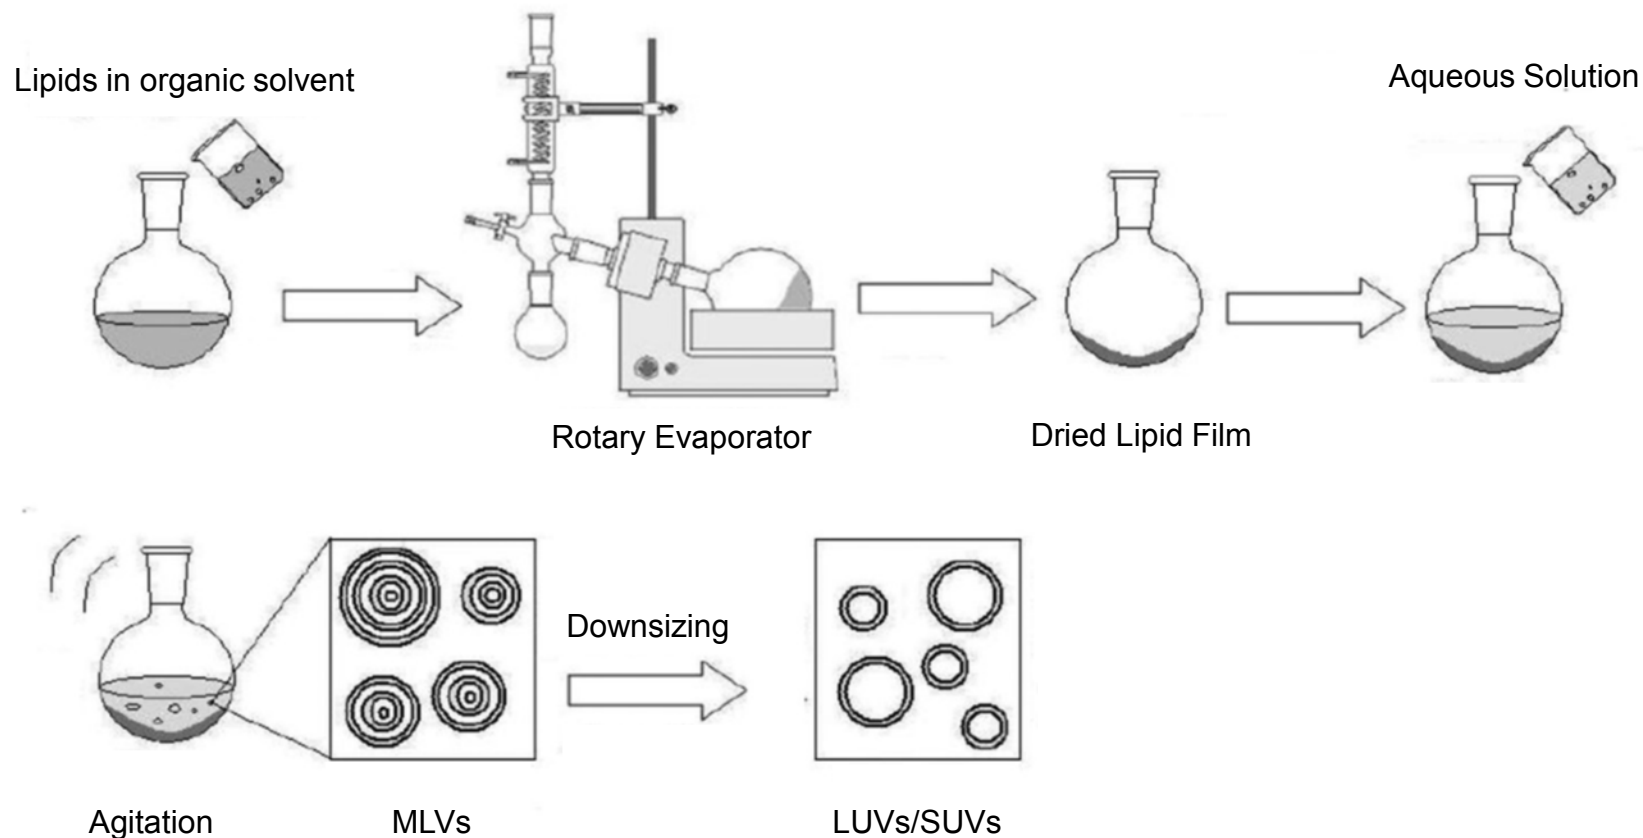 Lipids in organic solvent
Aqueous Solution
Rotary Evaporator
Dried Lipid Film
Downsizing
Agitation
MLVs
LUVs/SUVs